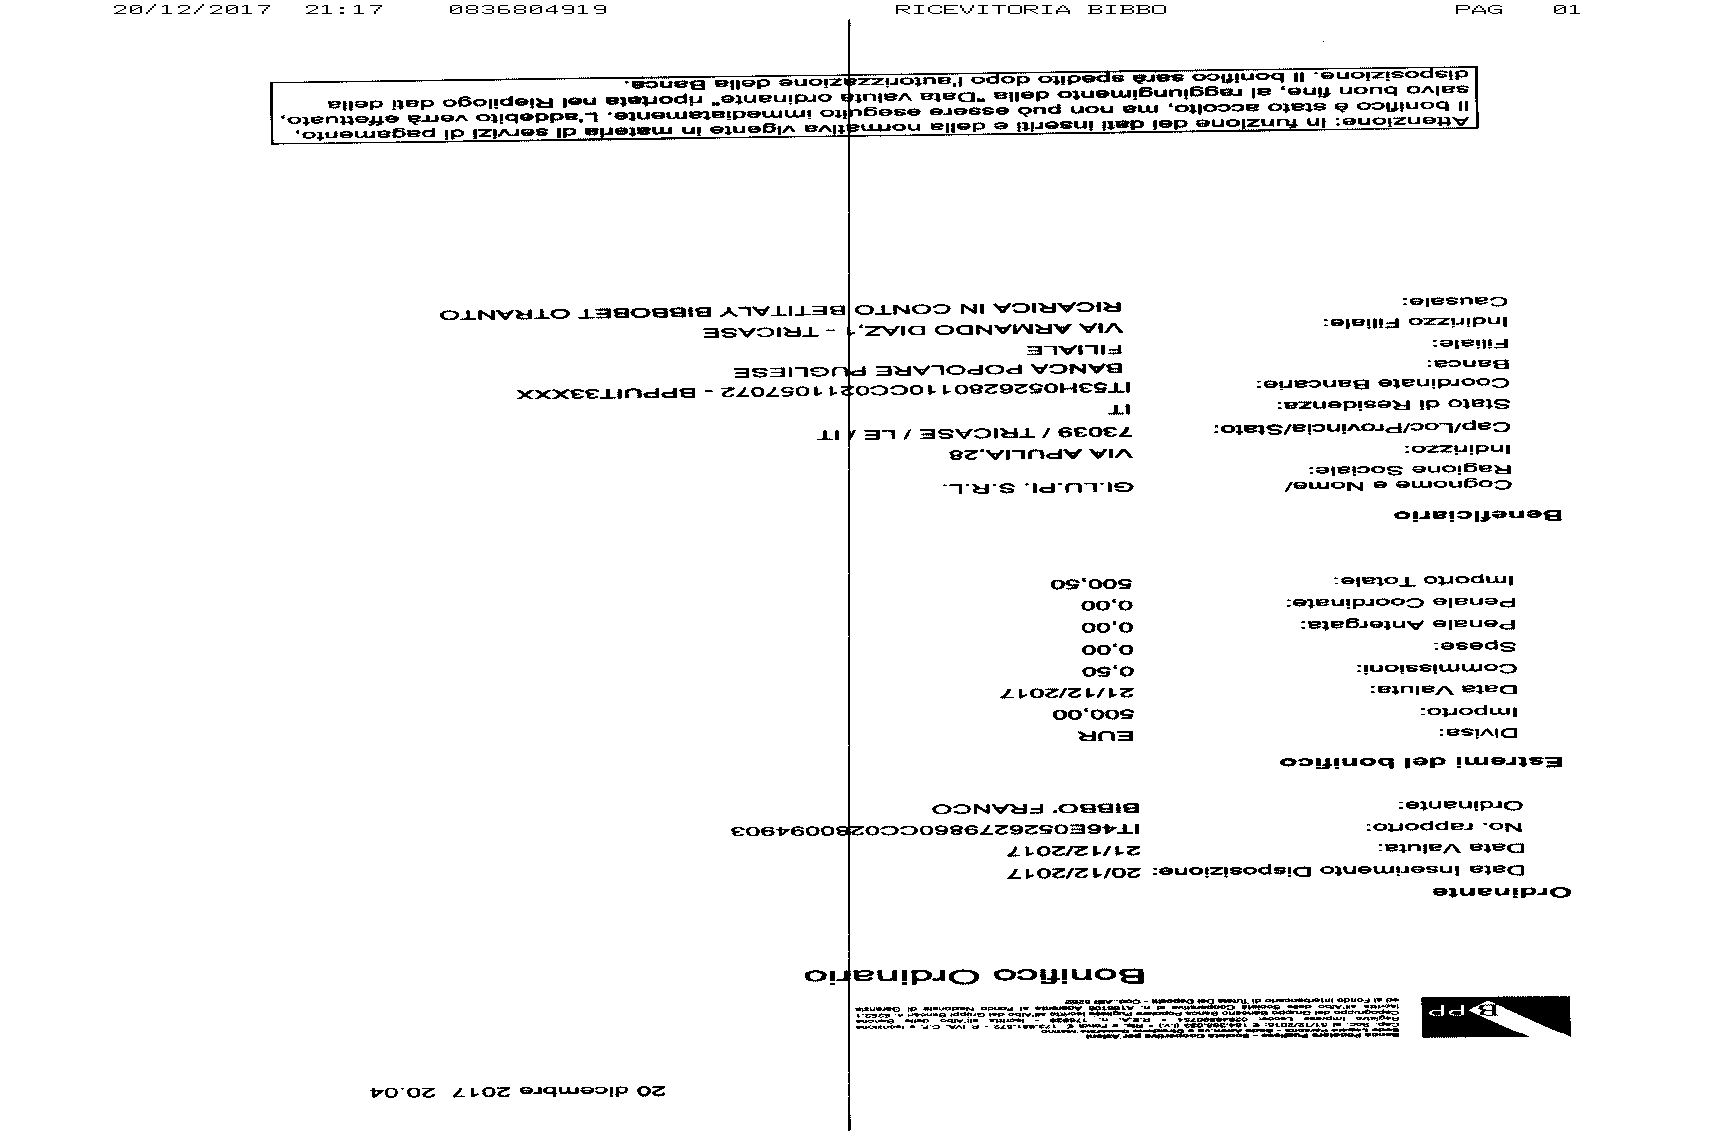 20/12/2017 21:17 0836804919 RICEVITORIA BIBBO PAG 01
20 dicembre 2017 20.04
BPP
Banca Popolare Pugliese - Società Cooperativa per Azioni
Bonifico Ordinario
Ordinante
Data Inserimento Disposizione: 20/12/2017
Data Valuta: 21/12/2017
No. rapporto: IT46E0526279860CC0280094903
Ordinante: BIBBO' FRANCO
Estremi del bonifico
Divisa: EUR
Importo: 500,00
Data Valuta: 21/12/2017
Commissioni: 0,50
Spese: 0,00
Penale Antergata: 0,00
Penale Coordinate: 0,00
Importo Totale: 500,50
Beneficiario
Cognome e Nome/ GI.LU.PI. S.R.L.
Ragione Sociale:
Indirizzo: VIA APULIA,28
Cap/Loc/Provincia/Stato: 73039 / TRICASE / LE / IT
Stato di Residenza: IT
Coordinate Bancarie: IT53H0526280110CC0211057072 - BPPUIT33XXX
Banca: BANCA POPOLARE PUGLIESE
Filiale: FILIALE
Indirizzo Filiale: VIA ARMANDO DIAZ,1 - TRICASE
Causale: RICARICA IN CONTO BETITALY BIBBOBET OTRANTO
Attenzione: in funzione dei dati inseriti e della normativa vigente in materia di servizi di pagamento,
il bonifico è stato accolto, ma non può essere eseguito immediatamente. L'addebito verrà effettuato,
salvo buon fine, al raggiungimento della "Data valuta ordinante" riportata nel Riepilogo dati della
disposizione. Il bonifico sarà spedito dopo l'autorizzazione della Banca.